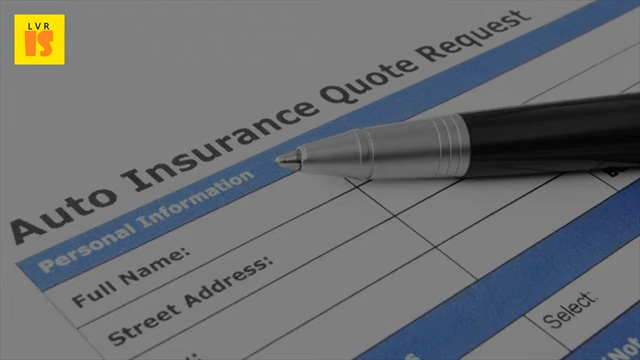 LVR
IS
Auto Insurance Quote Request
Personal Information
Full Name:
Street Address:
Select: